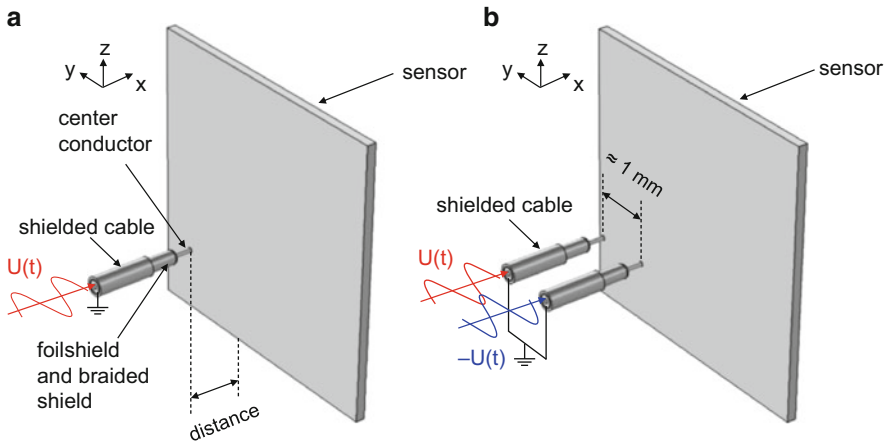 a
z
y
x
sensor
center
conductor
shielded cable
U(t)
foilshield
and braided
shield
distance
b
z
y
x
sensor
≈ 1 mm
shielded cable
U(t)
–U(t)